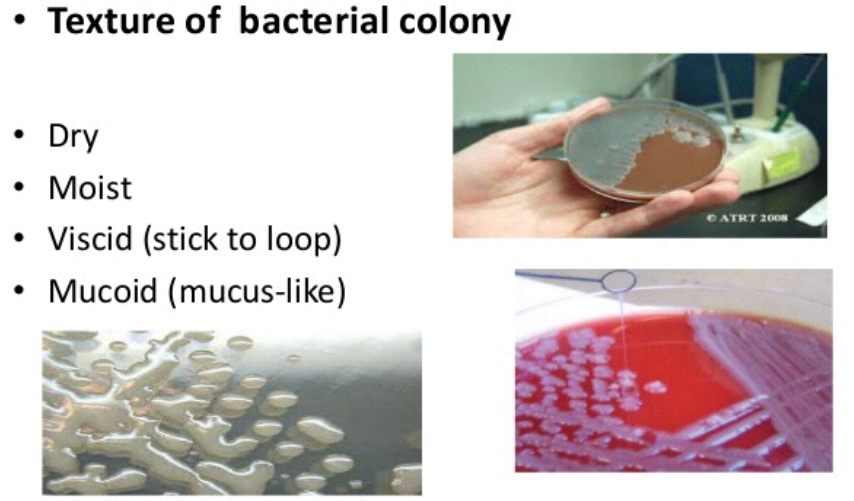 • Texture of bacterial colony
• Dry
• Moist
• Viscid (stick to loop)
• Mucoid (mucus-like)
© ATRT 2008